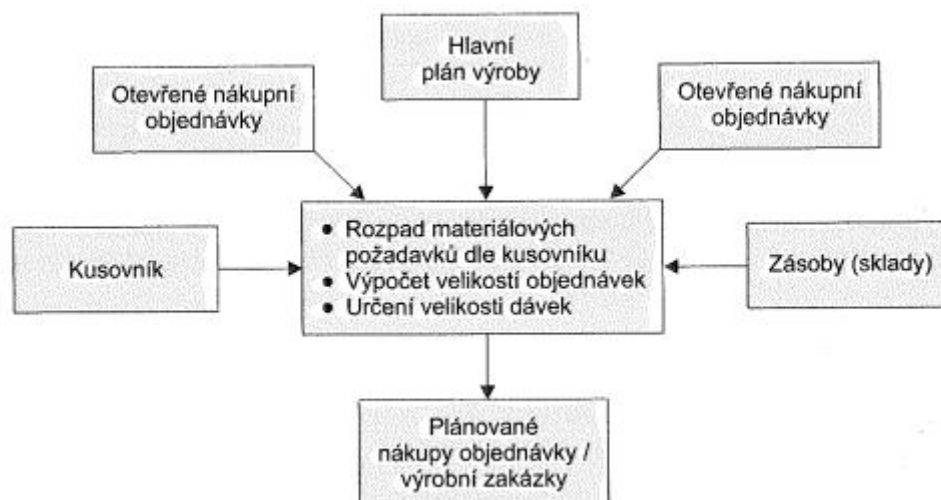 Hlavní
plán výroby
Otevřené nákupní
objednávky
Otevřené nákupní
objednávky
Kusovník
• Rozpad materiálových
požadavků dle kusovníku
• Výpočet velikostí objednávek
• Určení velikosti dávek
Zásoby (sklady)
Plánované
nákupy objednávky /
výrobní zakázky